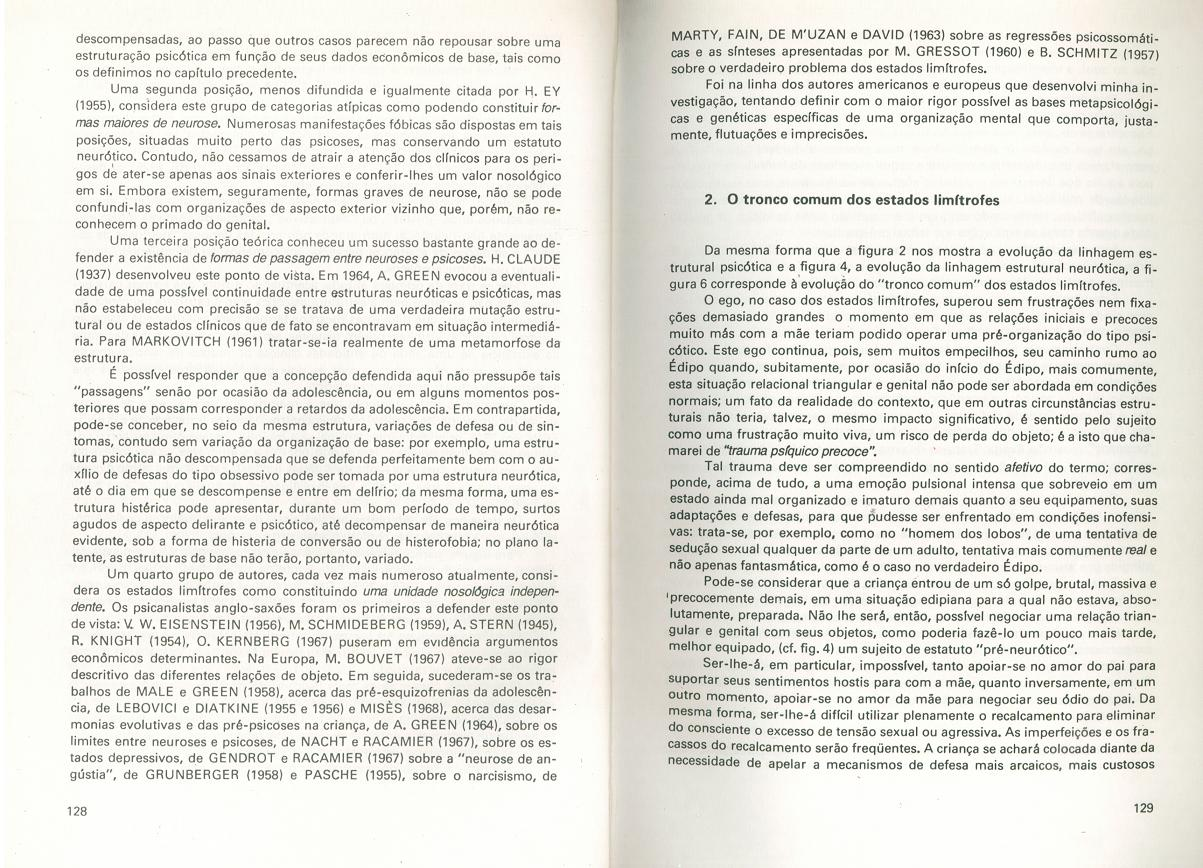 descompensadas, ao passo que outros casos parecem não repousar sobre uma
estruturação psicótica em função de seus dados econômicos de base, tais como
os definimos no capítulo precedente.
Uma segunda posição, menos difundida e igualmente citada por H. EY
(1955), considera este grupo de categorias atípicas como podendo constituir for-
mas maiores de neurose. Numerosas manifestações fóbicas são dispostas em tais
posições, situadas muito perto das psicoses, mas conservando um estatuto
neurótico. Contudo, não cessamos de atrair a atenção dos clínicos para os peri-
gos de ater-se apenas aos sinais exteriores e conferir-lhes um valor nosológico
em si. Embora existem, seguramente, formas graves de neurose, não se pode
confundi-las com organizações de aspecto exterior vizinho que, porém, não re-
conhecem o primado do genital.
Uma terceira posição teórica conheceu um sucesso bastante grande ao de-
fender a existência de formas de passagem entre neuroses e psicoses. H. CLAUDE
(1937) desenvolveu este ponto de vista. Em 1964, A. GREEN evocou a eventuali-
dade de uma possível continuidade entre estruturas neuróticas e psicóticas, mas
não estabeleceu com precisão se se tratava de uma verdadeira mutação estru-
tural ou de estados clínicos que de fato se encontravam em situação intermediá-
ria. Para MARKOVITCH (1961) tratar-se-ia realmente de uma metamorfose da
estrutura.
É possível responder que a concepção defendida aqui não pressupõe tais
"passagens" senão por ocasião da adolescência, ou em alguns momentos pos-
teriores que possam corresponder a retardos da adolescência. Em contrapartida,
pode-se conceber, no seio da mesma estrutura, variações de defesa ou de sin-
tomas, contudo sem variação da organização de base: por exemplo, uma estru-
tura psicótica não descompensada que se defenda perfeitamente bem com o au-
xílio de defesas do tipo obsessivo pode ser tomada por uma estrutura neurótica,
até o dia em que se descompense e entre em delírio; da mesma forma, uma es-
trutura histérica pode apresentar, durante um bom período de tempo, surtos
agudos de aspecto delirante e psicótico, até decompensar de maneira neurótica
evidente, sob a forma de histeria de conversão ou de histerofobia; no plano la-
tente, as estruturas de base não terão, portanto, variado.
Um quarto grupo de autores, cada vez mais numeroso atualmente, consi-
dera os estados limítrofes como constituindo uma unidade nosológica indepen-
dente. Os psicanalistas anglo-saxões foram os primeiros a defender este ponto
de vista: V. W. EISENSTEIN (1956), M. SCHMIDEBERG (1959), A. STERN (1945),
R. KNIGHT (1954), O. KERNBERG (1967) puseram em evidência argumentos
econômicos determinantes. Na Europa, M. BOUVET (1967) ateve-se ao rigor
descritivo das diferentes relações de objeto. Em seguida, sucederam-se os tra-
balhos de MALE e GREEN (1958), acerca das pré-esquizofrenias da adolescên-
cia, de LEBOVICI e DIATKINE (1955 e 1956) e MISÈS (1968), acerca das desar-
monias evolutivas e das pré-psicoses na criança, de A. GREEN (1964), sobre os
limites entre neuroses e psicoses, de NACHT e RACAMIER (1967), sobre os es-
tados depressivos, de GENDROT e RACAMIER (1967) sobre a "neurose de an-
gústia", de GRUNBERGER (1958) e PASCHE (1955), sobre o narcisismo, de
128
MARTY, FAIN, DE M'UZAN e DAVID (1963) sobre as regressões psicossomáti-
cas e as sínteses apresentadas por M. GRESSOT (1960) e B. SCHMITZ (1957)
sobre o verdadeiro problema dos estados limítrofes.
Foi na linha dos autores americanos e europeus que desenvolvi minha in-
vestigação, tentando definir com o maior rigor possível as bases metapsicológi-
cas e genéticas específicas de uma organização mental que comporta, justa-
mente, flutuações e imprecisões.
2. O tronco comum dos estados limítrofes
Da mesma forma que a figura 2 nos mostra a evolução da linhagem es-
trutural psicótica e a figura 4, a evolução da linhagem estrutural neurótica, a fi-
gura 6 corresponde à evolução do "tronco comum" dos estados limítrofes.
O ego, no caso dos estados limítrofes, superou sem frustrações nem fixa-
ções demasiado grandes o momento em que as relações iniciais e precoces
muito más com a mãe teriam podido operar uma pré-organização do tipo psi-
cótico. Este ego continua, pois, sem muitos empecilhos, seu caminho rumo ao
Édipo quando, subitamente, por ocasião do início do Édipo, mais comumente,
esta situação relacional triangular e genital não pode ser abordada em condições
normais; um fato da realidade do contexto, que em outras circunstâncias estru-
turais não teria, talvez, o mesmo impacto significativo, é sentido pelo sujeito
como uma frustração muito viva, um risco de perda do objeto; é a isto que cha-
marei de "trauma psíquico precoce".
Tal trauma deve ser compreendido no sentido afetivo do termo; corres-
ponde, acima de tudo, a uma emoção pulsional intensa que sobreveio em um
estado ainda mal organizado e imaturo demais quanto a seu equipamento, suas
adaptações e defesas, para que pudesse ser enfrentado em condições inofensi-
vas: trata-se, por exemplo, como no "homem dos lobos", de uma tentativa de
sedução sexual qualquer da parte de um adulto, tentativa mais comumente real e
não apenas fantasmática, como é o caso no verdadeiro Édipo.
Pode-se considerar que a criança entrou de um só golpe, brutal, massiva e
precocemente demais, em uma situação edipiana para a qual não estava, abso-
lutamente, preparada. Não lhe será, então, possível negociar uma relação trian-
gular e genital com seus objetos, como poderia fazê-lo um pouco mais tarde,
melhor equipado, (cf. fig. 4) um sujeito de estatuto "pré-neurótico".
Ser-lhe-á, em particular, impossível, tanto apoiar-se no amor do pai para
suportar seus sentimentos hostis para com a mãe, quanto inversamente, em um
outro momento, apoiar-se no amor da mãe para negociar seu ódio do pai. Da
mesma forma, ser-lhe-á difícil utilizar plenamente o recalcamento para eliminar
do consciente o excesso de tensão sexual ou agressiva. As imperfeições e os fra-
cassos do recalcamento serão freqüentes. A criança se achará colocada diante da
necessidade de apelar a mecanismos de defesa mais arcaicos, mais custosos
129